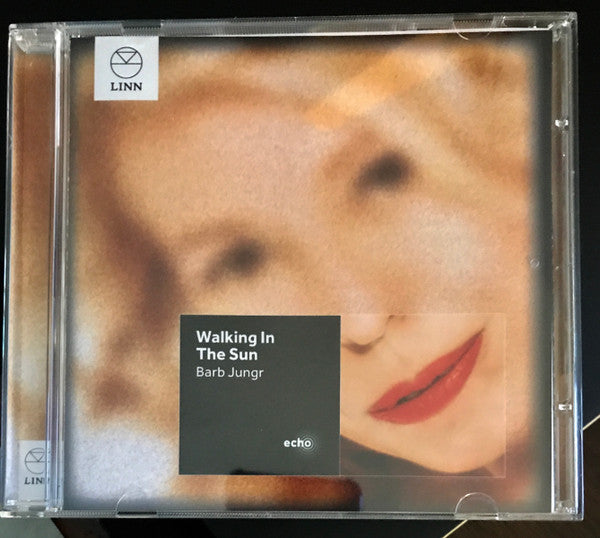 LINN
Walking In
The Sun
Barb Jungr
echo
LINN